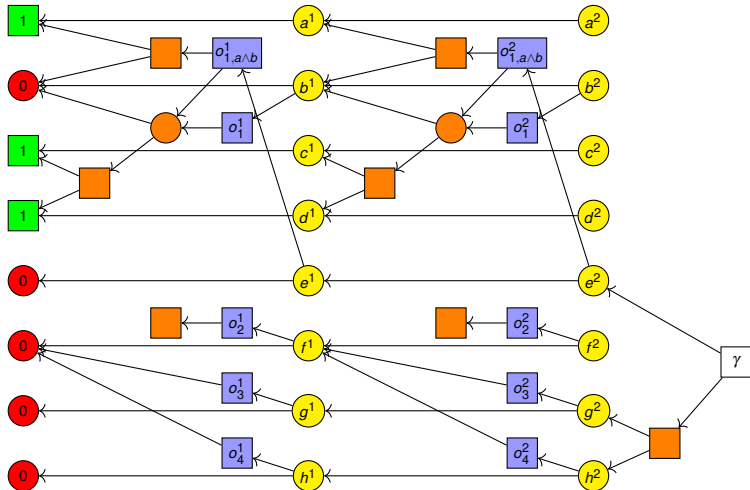 1 a¹ a²
o¹₁,ₐ∧b o²₁,ₐ∧b
0 b¹ b²
o¹₁ o²₁
1 c¹ c²
1 d¹ d²
0 e¹ e²
o¹₂ o²₂
0 f¹ f²
γ
o¹₃ o²₃
0 g¹ g²
o¹₄ o²₄
0 h¹ h²